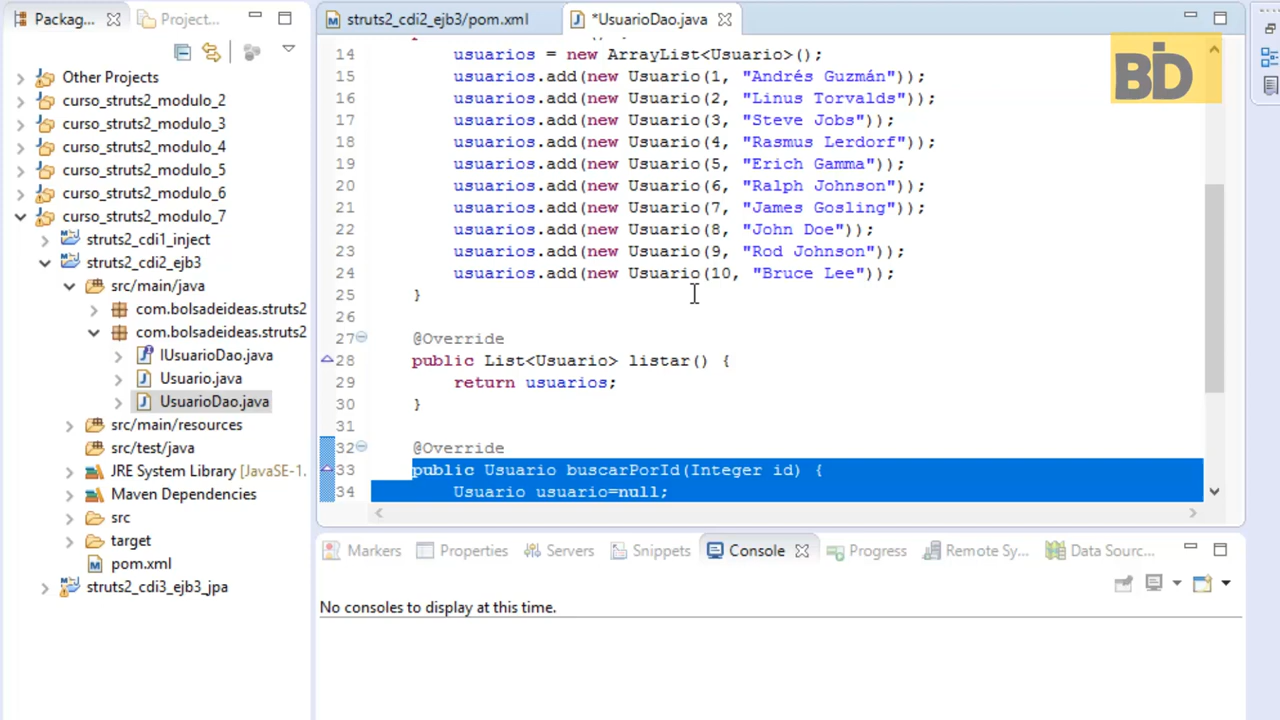 Packag...
Project...
struts2_cdi2_ejb3/pom.xml
*UsuarioDao.java
BD
Other Projects
curso_struts2_modulo_2
curso_struts2_modulo_3
curso_struts2_modulo_4
curso_struts2_modulo_5
curso_struts2_modulo_6
curso_struts2_modulo_7
struts2_cdi1_inject
struts2_cdi2_ejb3
src/main/java
com.bolsadeideas.struts2
com.bolsadeideas.struts2
IUsuarioDao.java
Usuario.java
UsuarioDao.java
src/main/resources
src/test/java
JRE System Library [JavaSE-1.
Maven Dependencies
src
target
pom.xml
struts2_cdi3_ejb3_jpa
14 usuarios = new ArrayList<Usuario>();
15 usuarios.add(new Usuario(1, "Andrés Guzmán"));
16 usuarios.add(new Usuario(2, "Linus Torvalds"));
17 usuarios.add(new Usuario(3, "Steve Jobs"));
18 usuarios.add(new Usuario(4, "Rasmus Lerdorf"));
19 usuarios.add(new Usuario(5, "Erich Gamma"));
20 usuarios.add(new Usuario(6, "Ralph Johnson"));
21 usuarios.add(new Usuario(7, "James Gosling"));
22 usuarios.add(new Usuario(8, "John Doe"));
23 usuarios.add(new Usuario(9, "Rod Johnson"));
24 usuarios.add(new Usuario(10, "Bruce Lee"));
25 }
26
27 @Override
28 public List<Usuario> listar() {
29 return usuarios;
30 }
31
32 @Override
33 public Usuario buscarPorId(Integer id) {
34 Usuario usuario=null;
Markers
Properties
Servers
Snippets
Console
Progress
Remote Sy...
Data Sourc...
No consoles to display at this time.